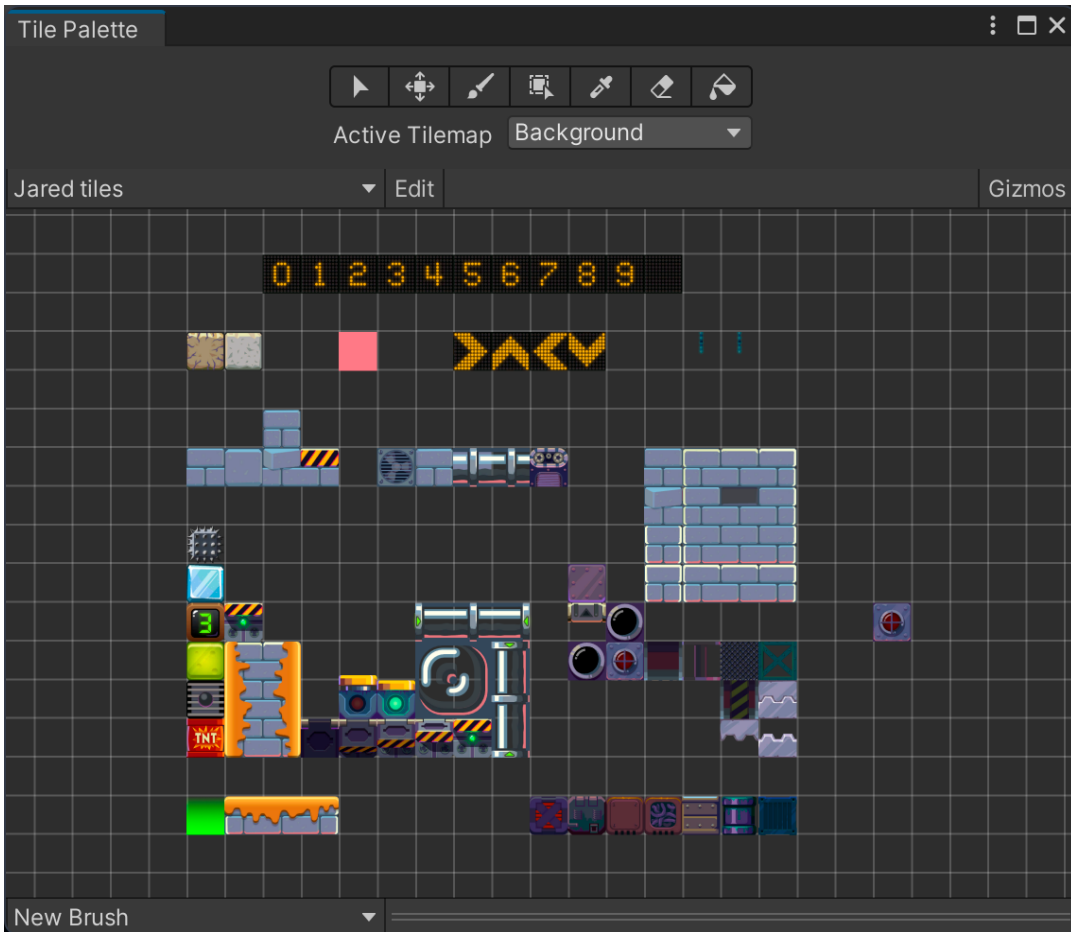 Tile Palette
Active Tilemap Background
Jared tiles Edit Gizmos
0 1 2 3 4 5 6 7 8 9
3
TNT
New Brush